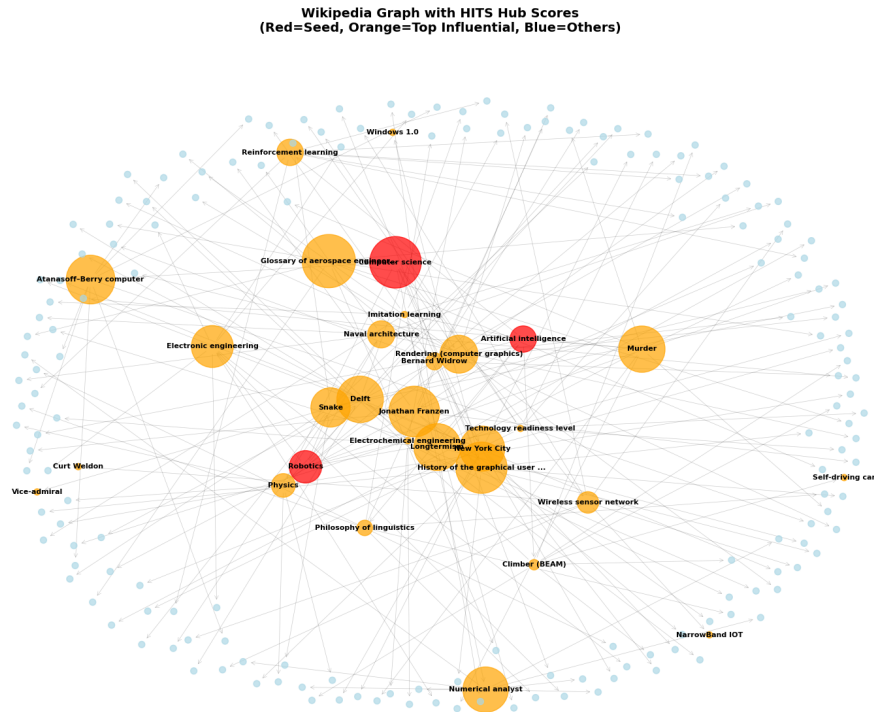 Wikipedia Graph with HITS Hub Scores
(Red=Seed, Orange=Top Influential, Blue=Others)
Windows 1.0
Reinforcement learning
Glossary of aerospace engineer...
Computer science
Atanasoff–Berry computer
Imitation learning
Naval architecture
Artificial intelligence
Electronic engineering
Murder
Rendering (computer graphics)
Bernard Widrow
Delft
Snake
Jonathan Franzen
Technology readiness level
Electrochemical engineering
Longtermism
New York City
Curt Weldon
Robotics
History of the graphical user ...
Self-driving car
Physics
Vice-admiral
Wireless sensor network
Philosophy of linguistics
Climber (BEAM)
NarrowBand IOT
Numerical analyst